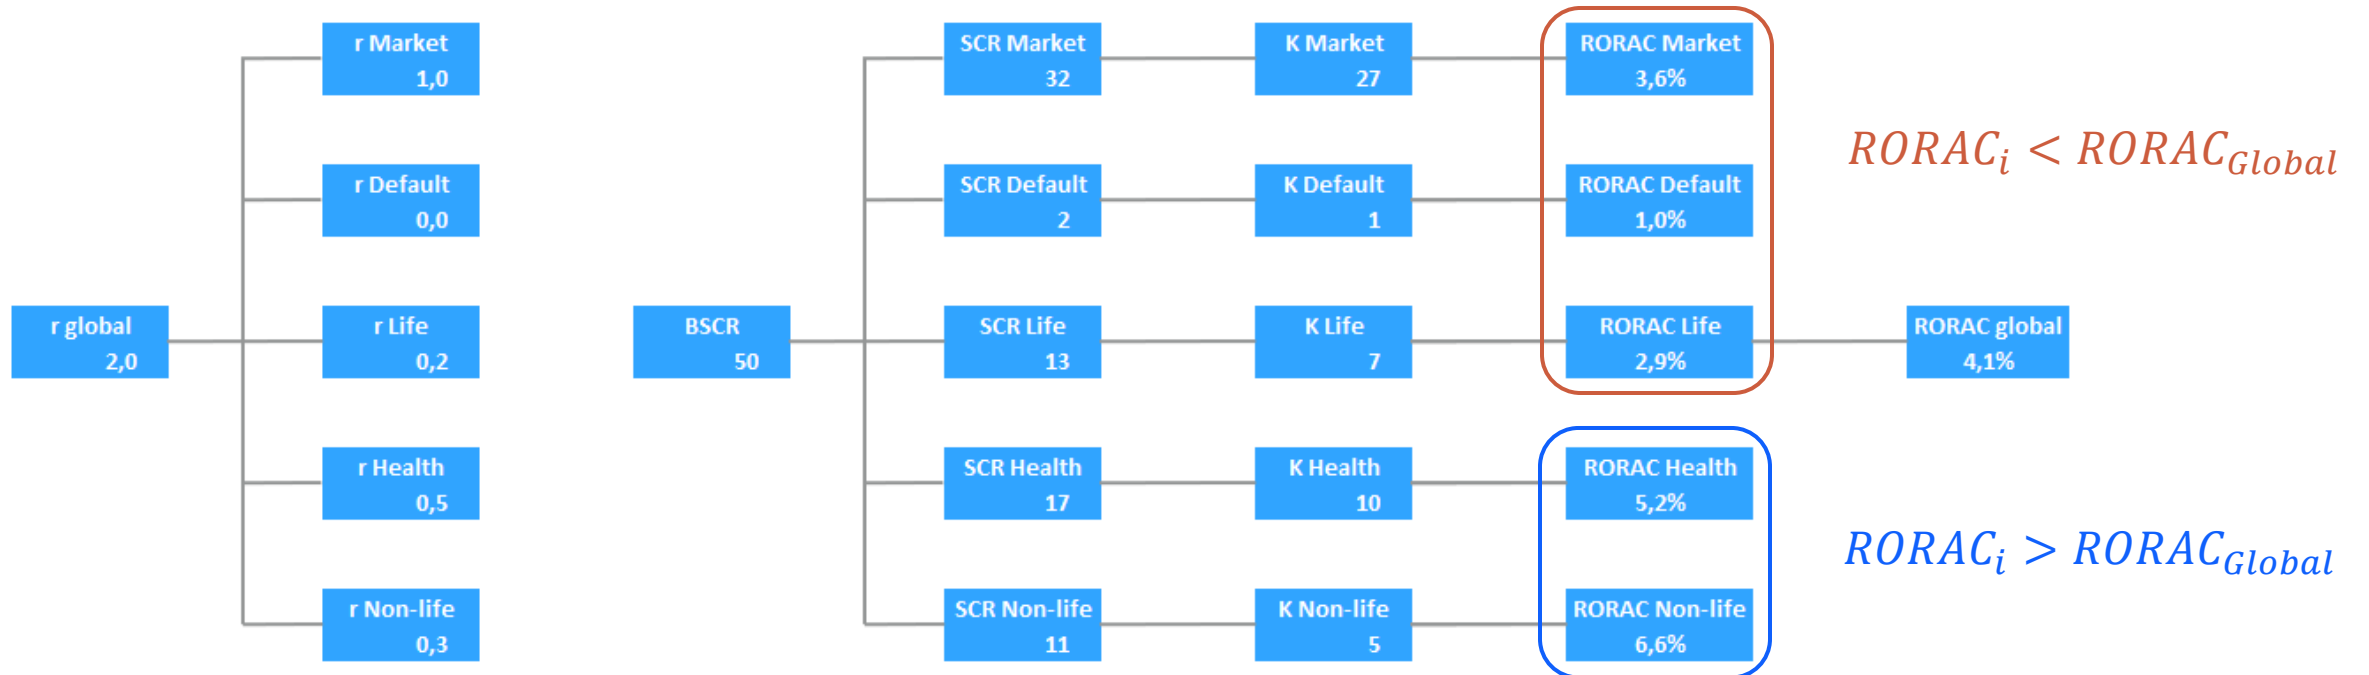 r Market
1,0
SCR Market
32
K Market
27
RORAC Market
3,6%
RORACᵢ < RORAC_Global
r Default
0,0
SCR Default
2
K Default
1
RORAC Default
1,0%
r global
2,0
r Life
0,2
BSCR
50
SCR Life
13
K Life
7
RORAC Life
2,9%
RORAC global
4,1%
r Health
0,5
SCR Health
17
K Health
10
RORAC Health
5,2%
RORACᵢ > RORAC_Global
r Non-life
0,3
SCR Non-life
11
K Non-life
5
RORAC Non-life
6,6%